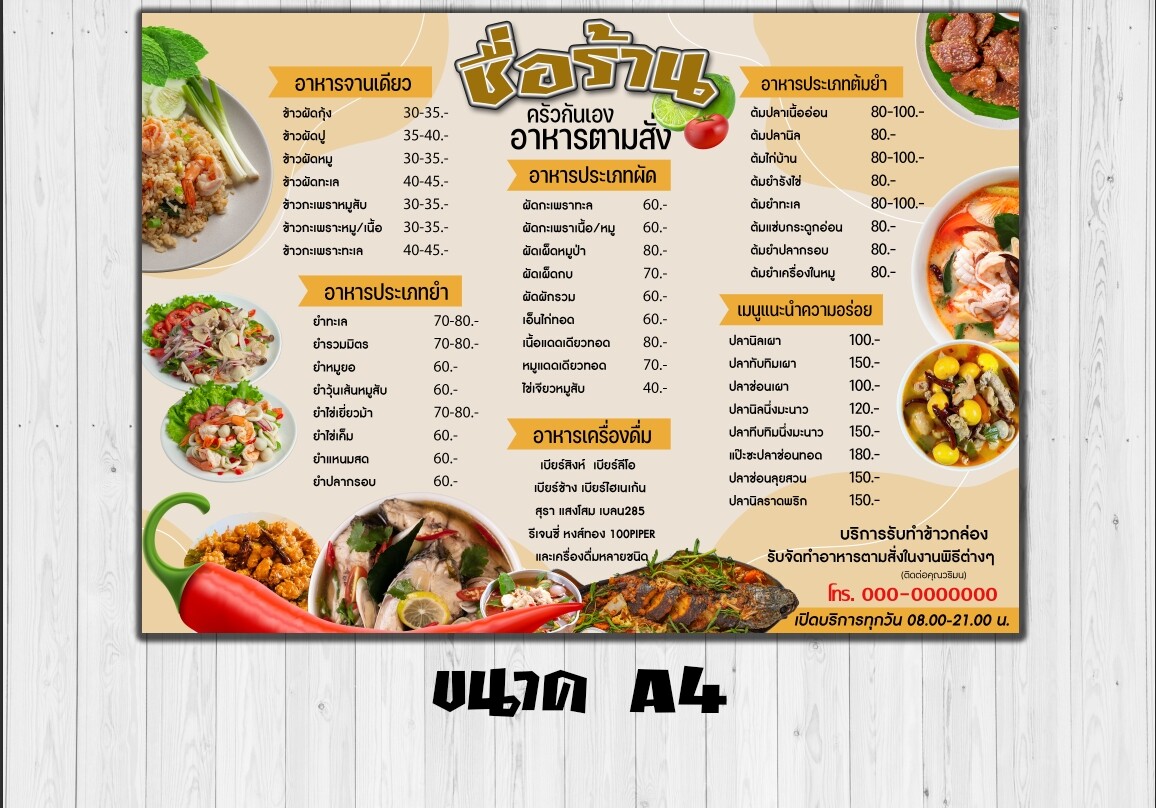 ชื่อร้าน
ครัวกันเอง
อาหารตามสั่ง
อาหารจานเดียว
ข้าวผัดกุ้ง 30-35.-
ข้าวผัดปู 35-40.-
ข้าวผัดหมู 30-35.-
ข้าวผัดทะเล 40-45.-
ข้าวกะเพราหมูสับ 30-35.-
ข้าวกะเพราะหมู/เนื้อ 30-35.-
ข้าวกะเพราะทะเล 40-45.-
อาหารประเภทยำ
ยำทะเล 70-80.-
ยำรวมมิตร 70-80.-
ยำหมูยอ 60.-
ยำวุ้นเส้นหมูสับ 60.-
ยำไข่เยี่ยวม้า 70-80.-
ยำไข่เค็ม 60.-
ยำแหนมสด 60.-
ยำปลากรอบ 60.-
อาหารประเภทผัด
ผัดกะเพราทะล 60.-
ผัดกะเพราเนื้อ/หมู 60.-
ผัดเผ็ดหมูป่า 80.-
ผัดเผ็ดกบ 70.-
ผัดผักรวม 60.-
เอ็นไก่ทอด 60.-
เนื้อแดดเดียวทอด 80.-
หมูแดดเดียวทอด 70.-
ไข่เจียวหมูสับ 40.-
อาหารเครื่องดื่ม
เบียร์สิงห์ เบียร์ลีโอ
เบียร์ช้าง เบียร์ไฮเนเก้น
สุรา แสงโสม เบลน285
รีเจนซี่ หงส์ทอง 100PIPER
และเครื่องดื่มหลายชนิด
อาหารประเภทต้มยำ
ต้มปลาเนื้ออ่อน 80-100.-
ต้มปลานิล 80.-
ต้มไก่บ้าน 80-100.-
ต้มยำรังไข่ 80.-
ต้มยำทะเล 80-100.-
ต้มแซ่บกระดูกอ่อน 80.-
ต้มยำปลากรอบ 80.-
ต้มยำเครื่องในหมู 80.-
เมนูแนะนำความอร่อย
ปลานิลเผา 100.-
ปลาทับทิมเผา 150.-
ปลาช่อนเผา 100.-
ปลานิลนึ่งมะนาว 120.-
ปลาทีบทิมนึ่งมะนาว 150.-
แป๊ะซะปลาช่อนทอด 180.-
ปลาช่อนลุยสวน 150.-
ปลานิลราดพริก 150.-
บริการรับทำข้าวกล่อง
รับจัดทำอาหารตามสั่งในงานพิธีต่างๆ
(ติดต่อคุณวริมน)
โทร. 000-0000000
เปิดบริการทุกวัน 08.00-21.00 น.
ขนาด A4